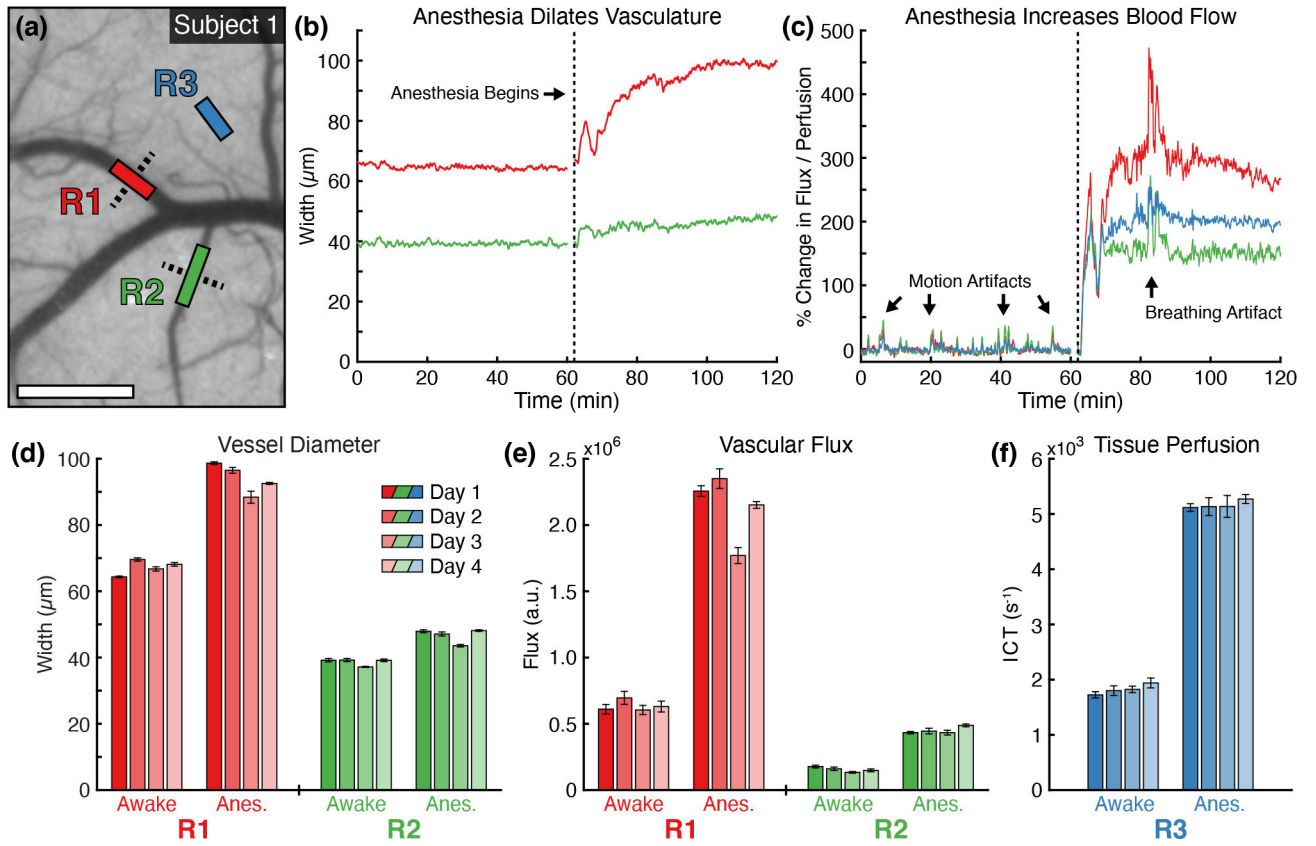 (a)
Subject 1
R3
R1
R2
(b)
Anesthesia Dilates Vasculature
Width (µm)
100
80
60
40
20
0
Anesthesia Begins
0 20 40 60 80 100 120
Time (min)
(c)
Anesthesia Increases Blood Flow
% Change in Flux / Perfusion
500
400
300
200
100
0
Motion Artifacts
Breathing Artifact
0 20 40 60 80 100 120
Time (min)
(d)
Vessel Diameter
Width (µm)
100
80
60
40
20
0
Day 1
Day 2
Day 3
Day 4
Awake Anes. Awake Anes.
R1 R2
(e)
Vascular Flux
x10⁶
Flux (a.u.)
2.5
2.0
1.5
1.0
0.5
0
Awake Anes. Awake Anes.
R1 R2
(f)
Tissue Perfusion
x10³
ICT (s⁻¹)
6
5
4
3
2
1
0
Awake Anes.
R3